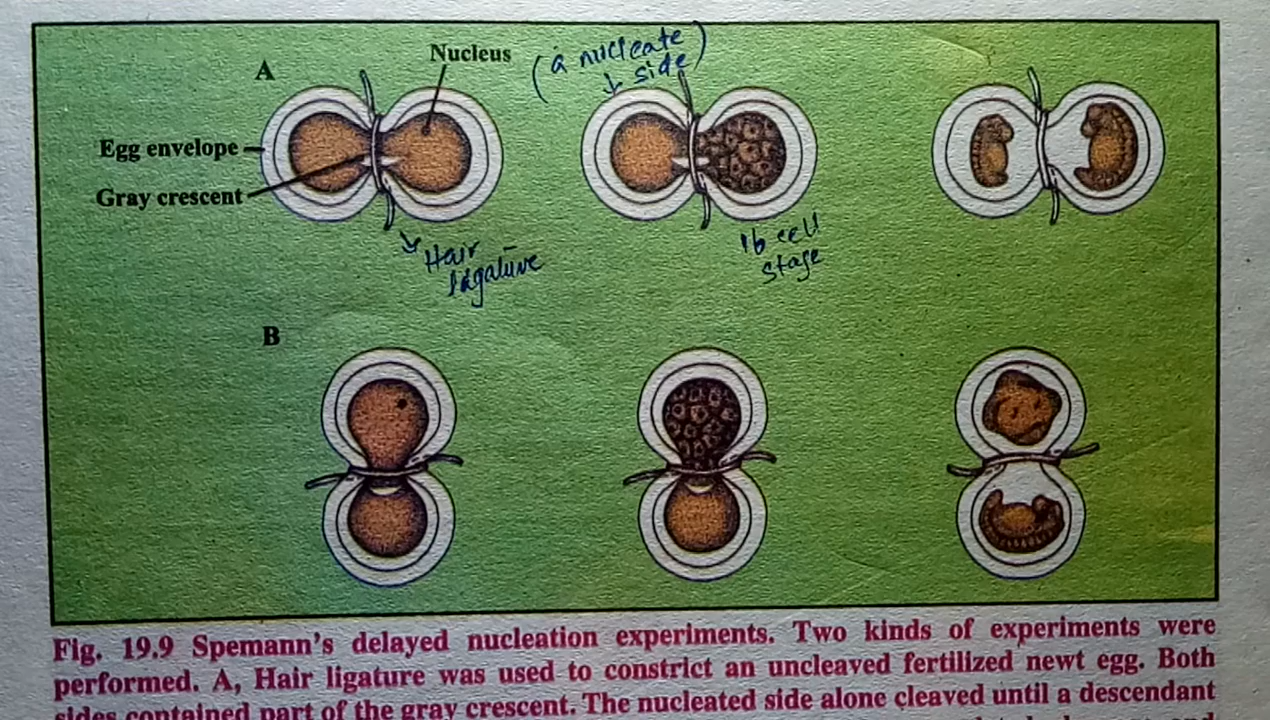 A
Nucleus
(a nucleate
side)
Egg envelope
Gray crescent
Hair
ligature
16 cell
stage
B
Fig. 19.9 Spemann's delayed nucleation experiments. Two kinds of experiments were
performed. A, Hair ligature was used to constrict an uncleaved fertilized newt egg. Both
sides contained part of the gray crescent. The nucleated side alone cleaved until a descendant